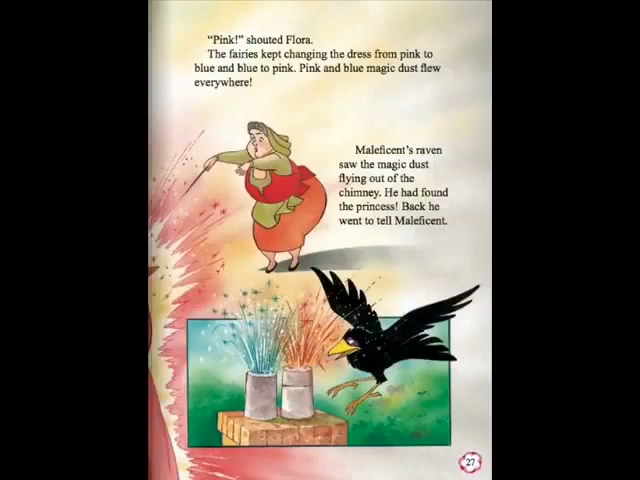 “Pink!” shouted Flora.
The fairies kept changing the dress from pink to
blue and blue to pink. Pink and blue magic dust flew
everywhere!
Maleficent’s raven
saw the magic dust
flying out of the
chimney. He had found
the princess! Back he
went to tell Maleficent.
27